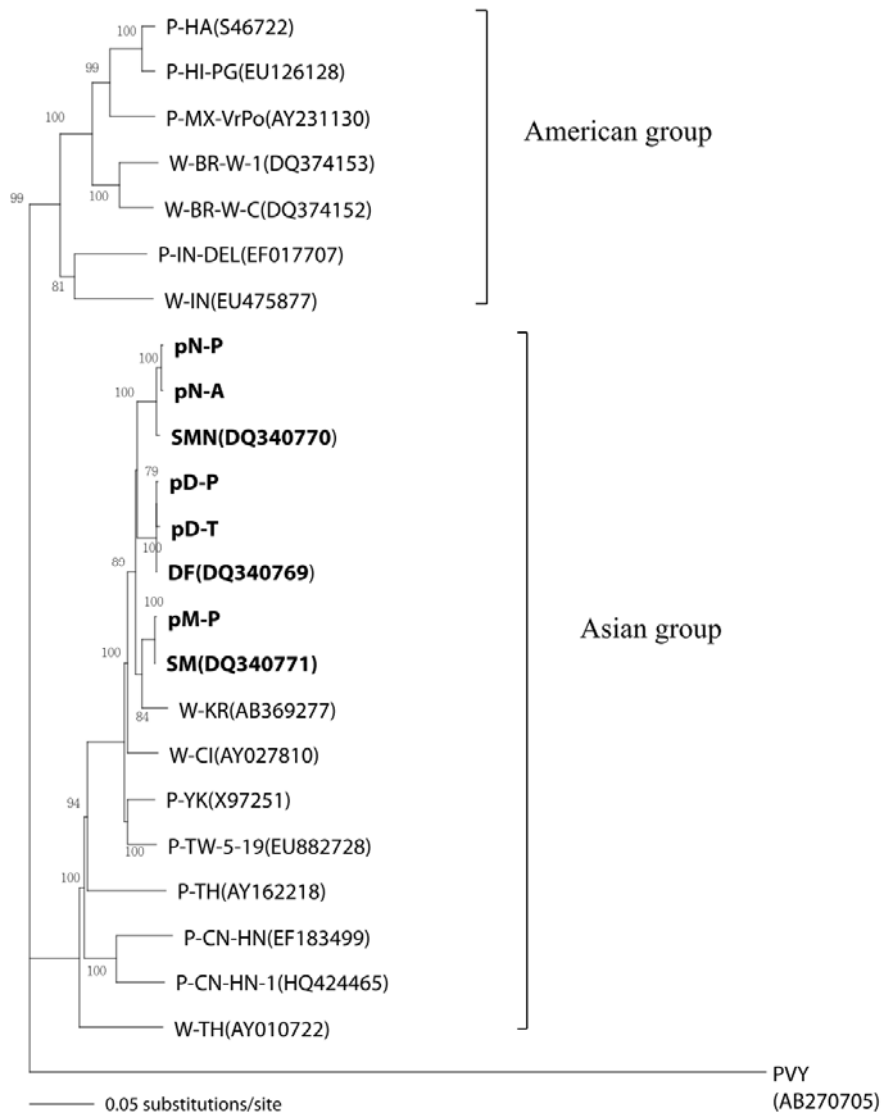 100
P-HA(S46722)
99
P-HI-PG(EU126128)
100
P-MX-VrPo(AY231130)
American group
W-BR-W-1(DQ374153)
100
W-BR-W-C(DQ374152)
99
P-IN-DEL(EF017707)
81
W-IN(EU475877)
pN-P
100
pN-A
100
SMN(DQ340770)
79
pD-P
pD-T
100
DF(DQ340769)
89
100
pM-P
Asian group
100
SM(DQ340771)
84
W-KR(AB369277)
W-CI(AY027810)
94
P-YK(X97251)
100
P-TW-5-19(EU882728)
100
P-TH(AY162218)
P-CN-HN(EF183499)
100
P-CN-HN-1(HQ424465)
W-TH(AY010722)
PVY
(AB270705)
0.05 substitutions/site